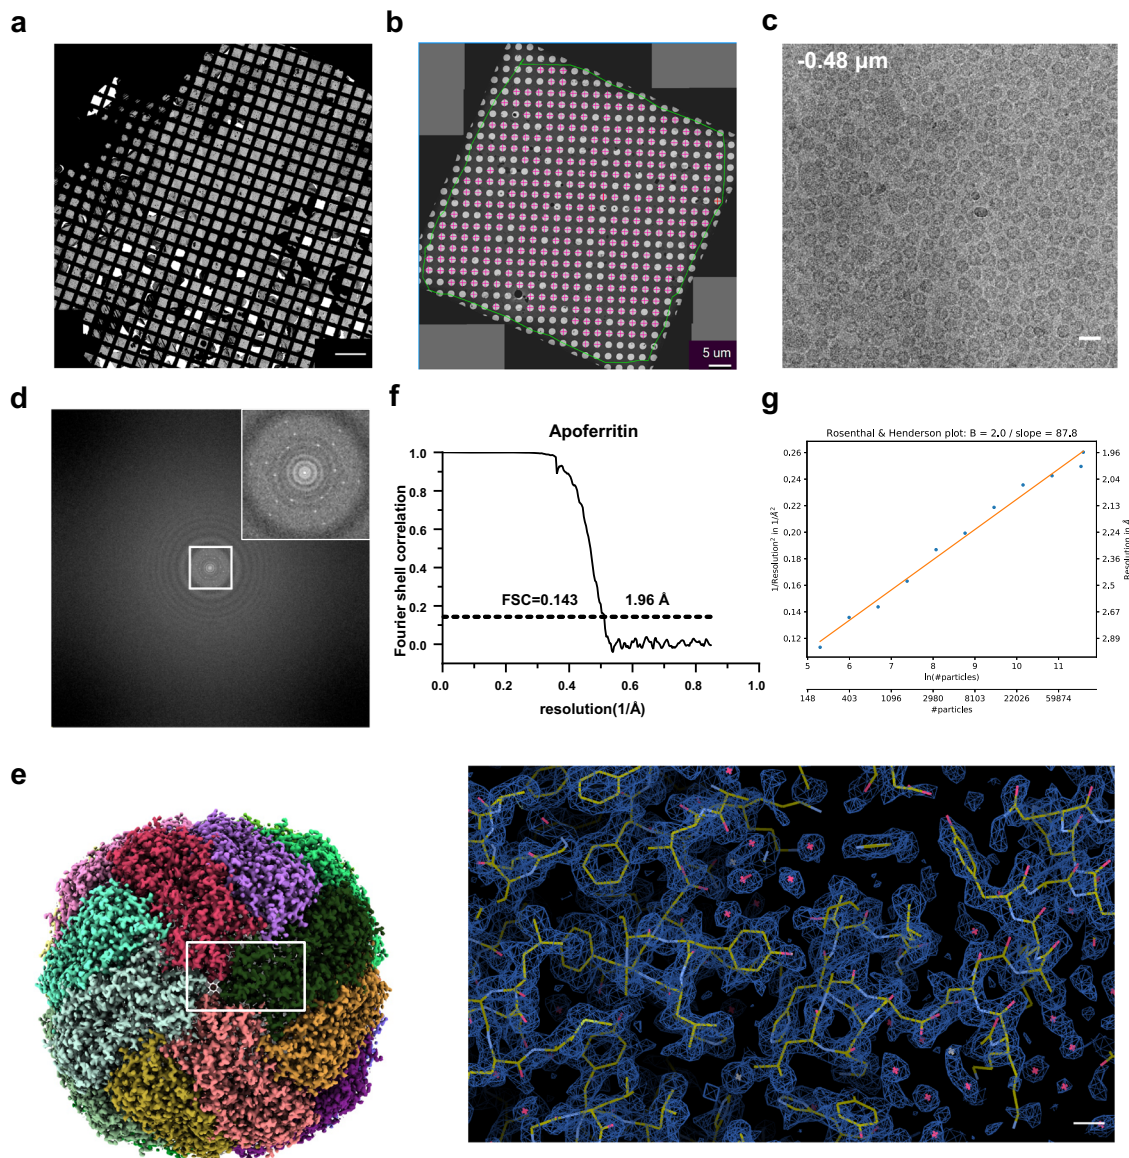 a
b
c
-0.48 µm
5 um
d
f
g
Apoferritin
Fourier shell correlation
1.0
0.8
0.6
0.4
0.2
0.0
FSC=0.143
1.96 Å
0.0 0.2 0.4 0.6 0.8 1.0
resolution(1/Å)
Rosenthal & Henderson plot: B = 2.0 / slope = 87.8
1/Resolution² in 1/Å²
0.26
0.24
0.22
0.20
0.18
0.16
0.14
0.12
1.96
2.04
2.13
2.24
2.36
2.5
2.67
2.89
Resolution in Å
5 6 7 8 9 10 11
ln(#particles)
148 403 1096 2980 8103 22026 59874
#particles
e